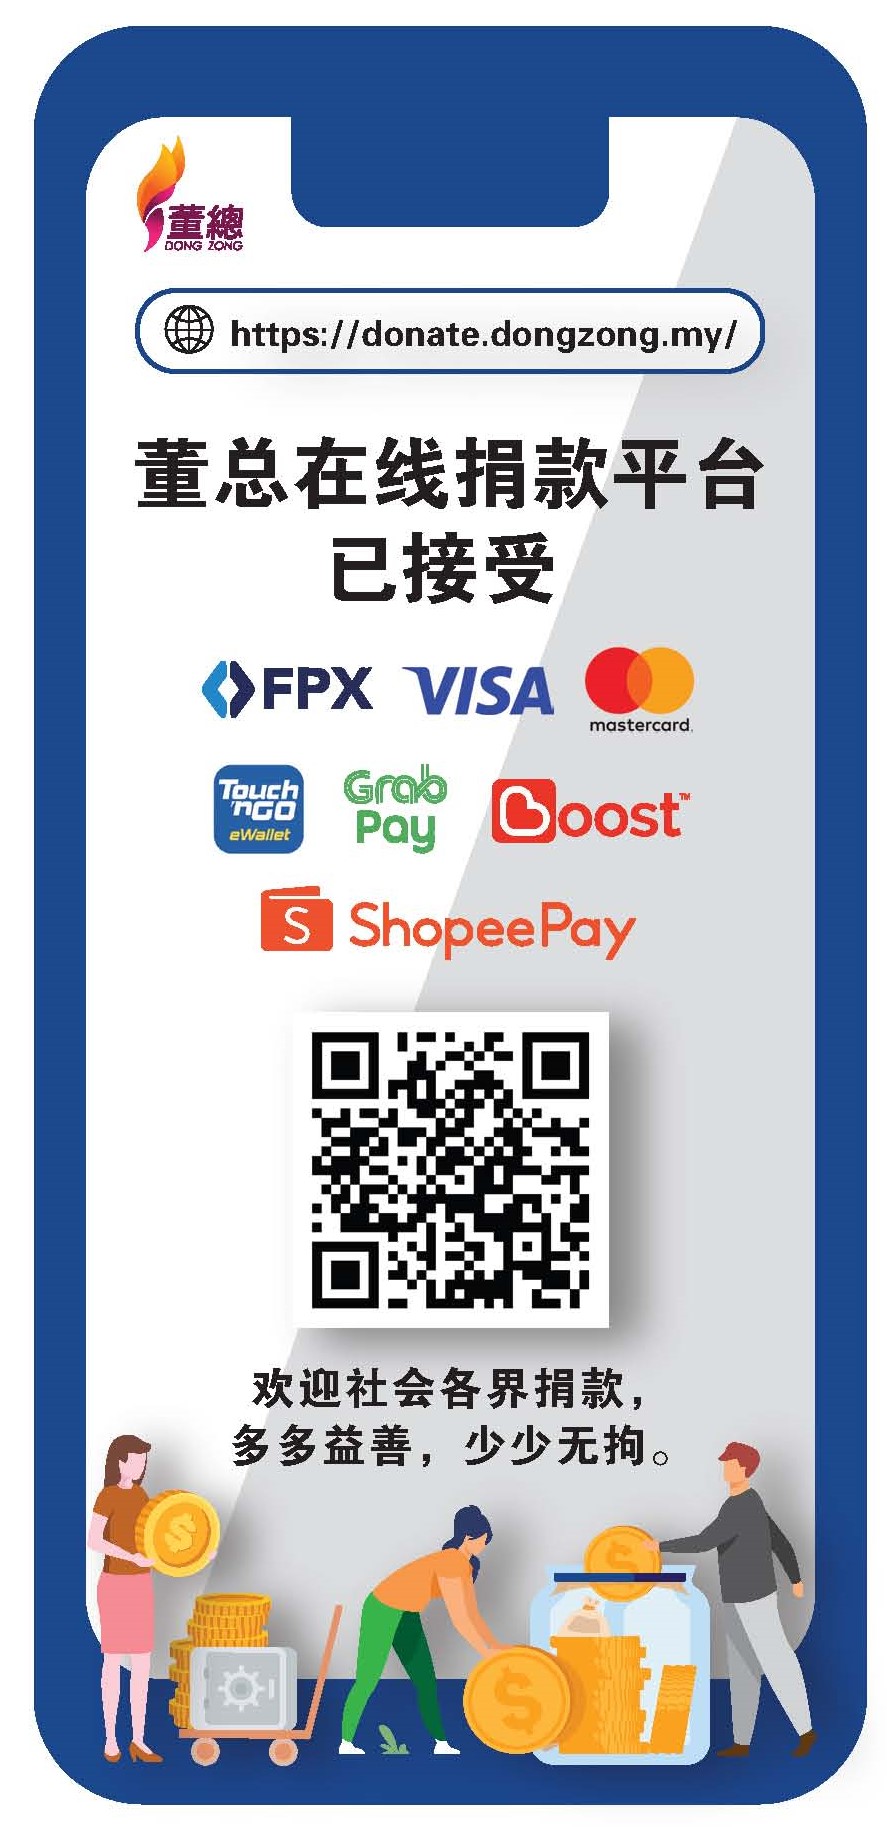 董總
DONG ZONG
https://donate.dongzong.my/
董总在线捐款平台
已接受
FPX VISA mastercard.
Touch 'n GO eWallet
Grab Pay
Boost™
S ShopeePay
欢迎社会各界捐款，
多多益善，少少无拘。